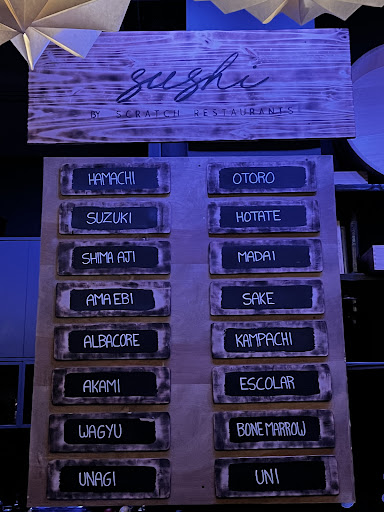 sushi
BY SCRATCH RESTAURANTS
HAMACHI
SUZUKI
SHIMA AJI
AMA EBI
ALBACORE
AKAMI
WAGYU
UNAGI
OTORO
HOTATE
MADAI
SAKE
KAMPACHI
ESCOLAR
BONE MARROW
UNI